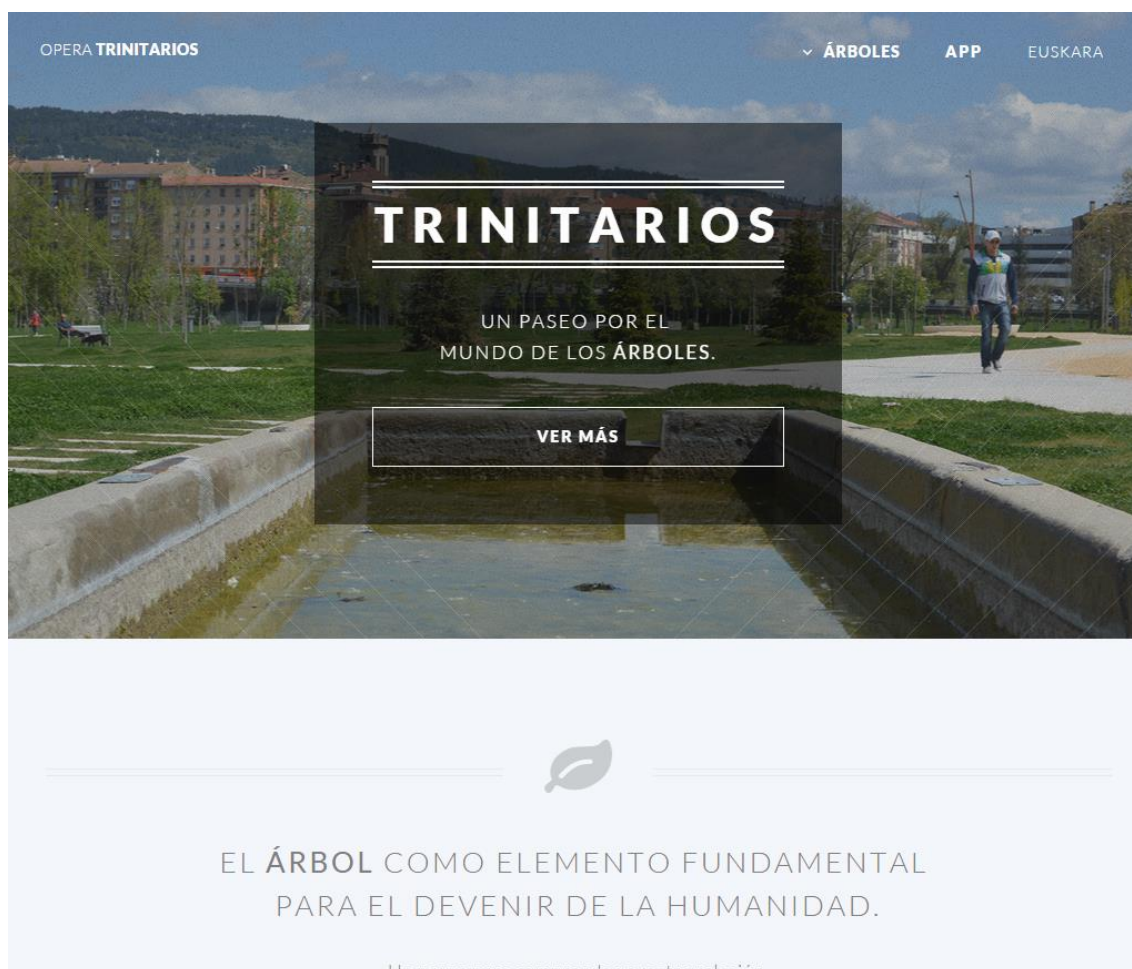 OPERA TRINITARIOS
ÁRBOLES APP EUSKARA
TRINITARIOS
UN PASEO POR EL
MUNDO DE LOS ÁRBOLES.
VER MÁS
EL ÁRBOL COMO ELEMENTO FUNDAMENTAL
PARA EL DEVENIR DE LA HUMANIDAD.